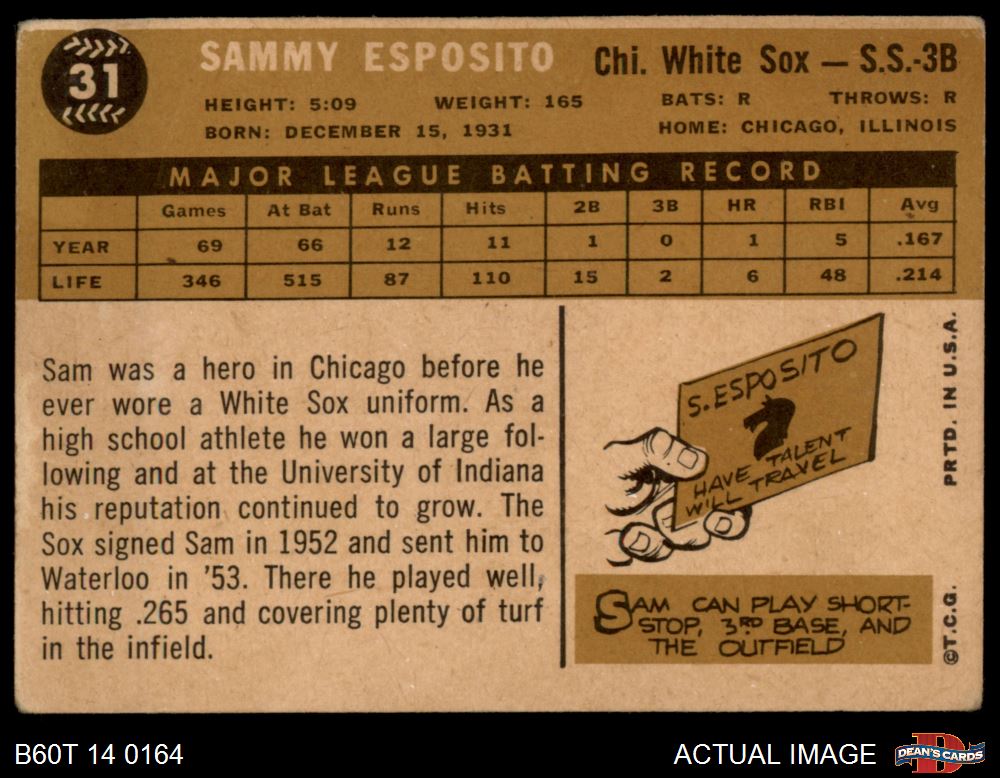 31
SAMMY ESPOSITO
Chi. White Sox — S.S.-3B
HEIGHT: 5:09 WEIGHT: 165 BATS: R THROWS: R
BORN: DECEMBER 15, 1931 HOME: CHICAGO, ILLINOIS
MAJOR LEAGUE BATTING RECORD
Games At Bat Runs Hits 2B 3B HR RBI Avg
YEAR 69 66 12 11 1 0 1 5 .167
LIFE 346 515 87 110 15 2 6 48 .214
Sam was a hero in Chicago before he
ever wore a White Sox uniform. As a
high school athlete he won a large fol-
lowing and at the University of Indiana
his reputation continued to grow. The
Sox signed Sam in 1952 and sent him to
Waterloo in '53. There he played well,
hitting .265 and covering plenty of turf
in the infield.
S. ESPOSITO
HAVE TALENT
WILL TRAVEL
SAM CAN PLAY SHORT-
STOP, 3RD BASE, AND
THE OUTFIELD
PRTD. IN U.S.A.
©T.C.G.
B60T 14 0164
ACTUAL IMAGE
DEAN'S CARDS